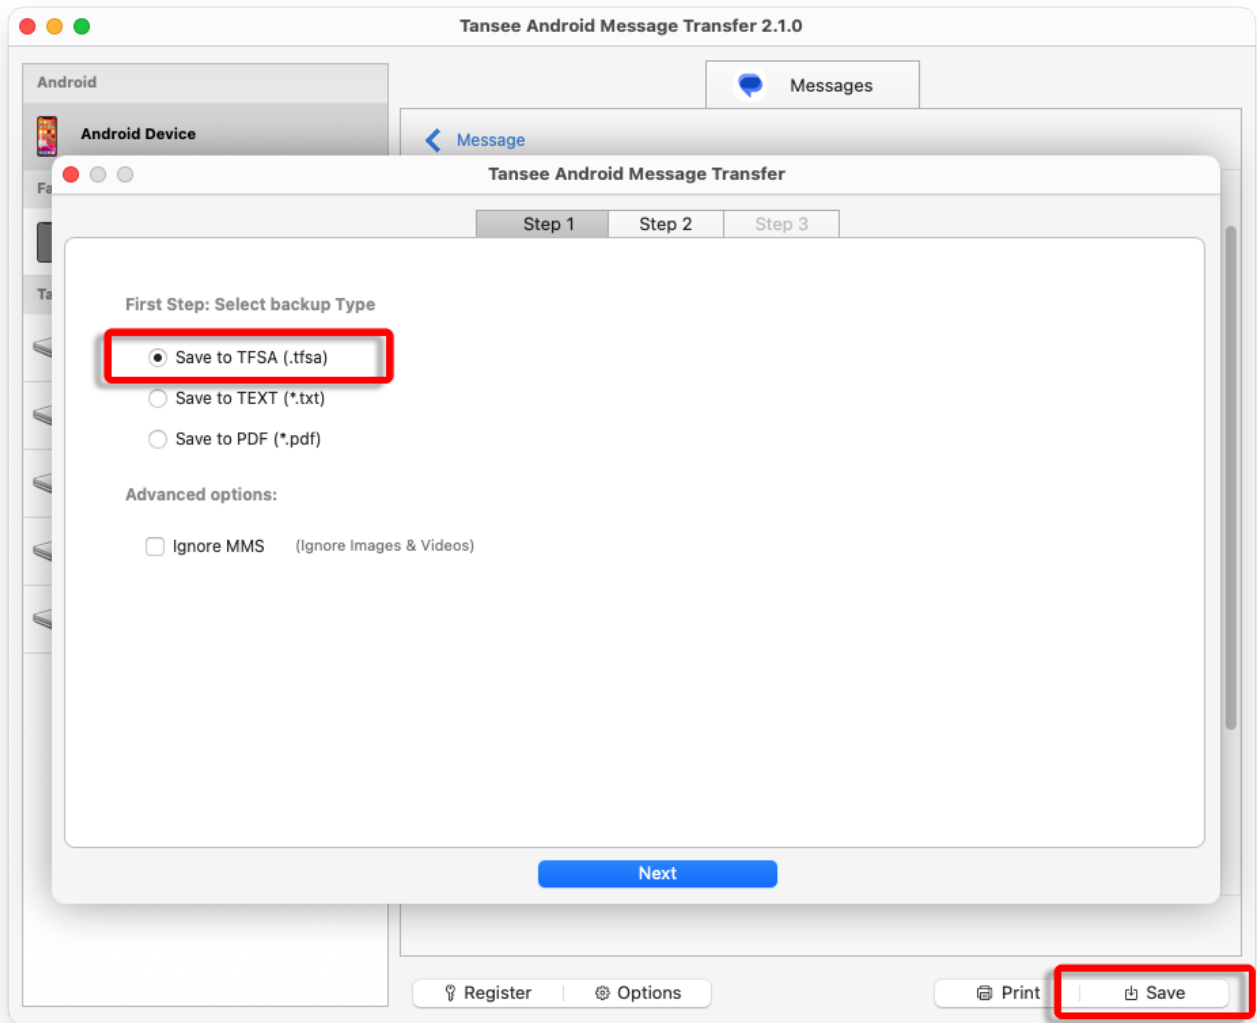 Tansee Android Message Transfer 2.1.0
Android
Messages
Android Device
Message
Tansee Android Message Transfer
Fa
Step 1 Step 2 Step 3
Ta
First Step: Select backup Type
Save to TFSA (.tfsa)
Save to TEXT (*.txt)
Save to PDF (*.pdf)
Advanced options:
Ignore MMS (Ignore Images & Videos)
Next
Register Options Print Save